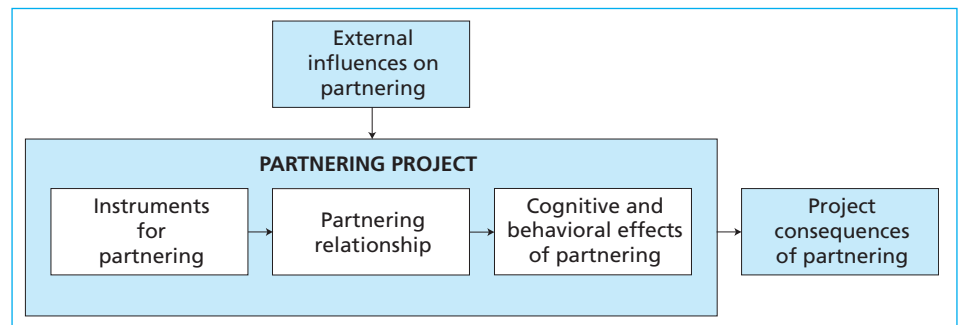 External
influences on
partnering
PARTNERING PROJECT
Instruments
for
partnering
Partnering
relationship
Cognitive and
behavioral effects
of partnering
Project
consequences
of partnering